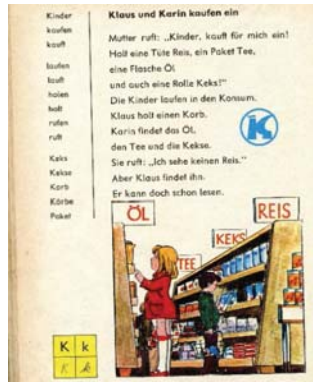 Kinder
kaufen
kauft
laufen
lauft
holen
holt
rufen
ruft
Keks
Kekse
Korb
Körbe
Paket
Klaus und Karin kaufen ein
Mutter ruft: „Kinder, kauft für mich ein!
Holt eine Tüte Reis, ein Paket Tee,
eine Flasche Öl
und auch eine Rolle Keks!“
Die Kinder laufen in den Konsum.
Klaus holt einen Korb.
Karin findet das Öl,
den Tee und die Kekse.
Sie ruft: „Ich sehe keinen Reis.“
Aber Klaus findet ihn.
Er kann doch schon lesen.
K
ÖL
TEE
KEKS
REIS
K k
K k